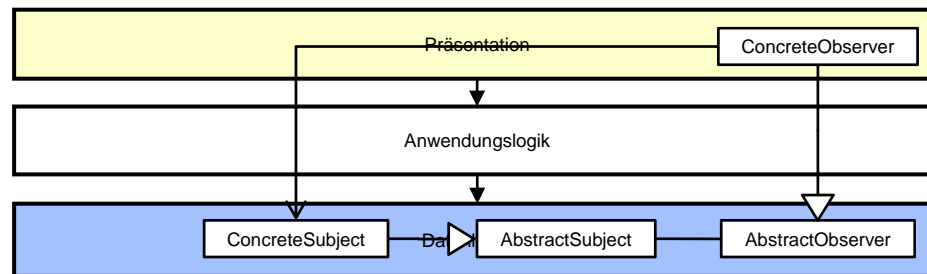 Präsentation
ConcreteObserver
Anwendungslogik
ConcreteSubject
AbstractSubject
AbstractObserver